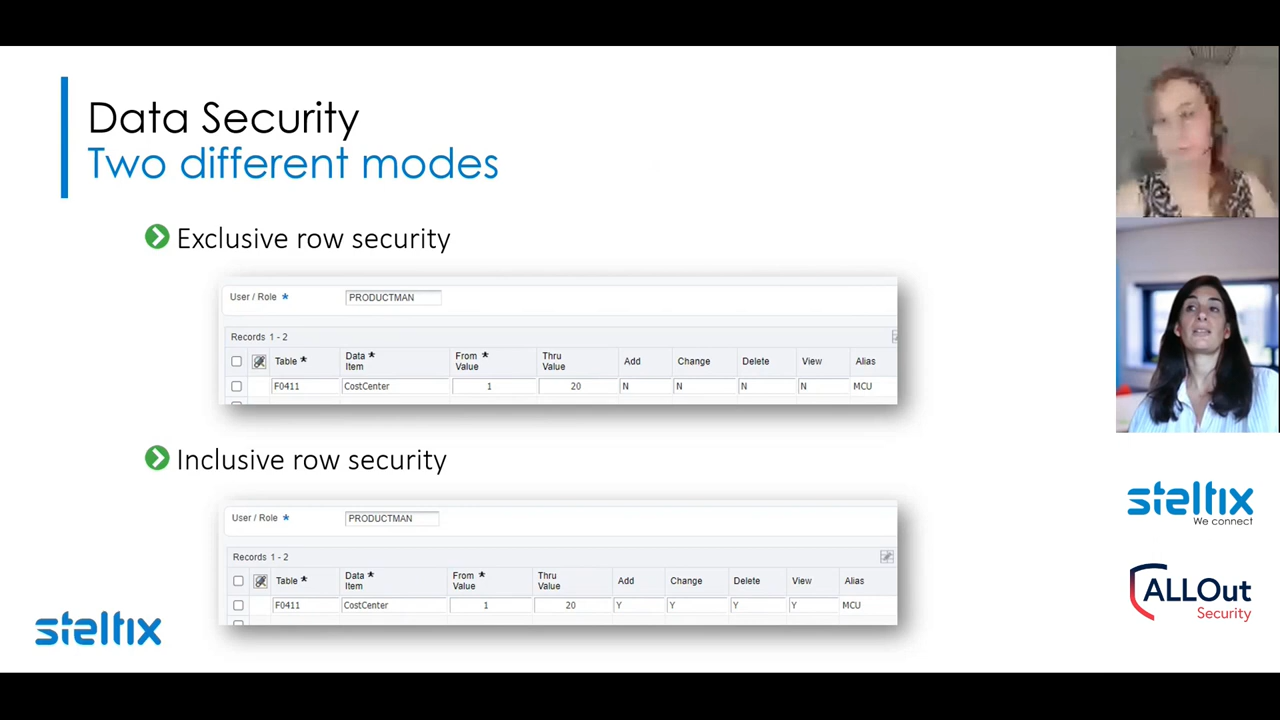 Data Security
Two different modes
Exclusive row security
User / Role * PRODUCTMAN
Records 1 - 2
Table * Data * Item From * Value Thru Value Add Change Delete View Alias
F0411 CostCenter 1 20 N N N N MCU
Inclusive row security
User / Role * PRODUCTMAN
Records 1 - 2
Table * Data * Item From * Value Thru Value Add Change Delete View Alias
F0411 CostCenter 1 20 Y Y Y Y MCU
steltix
steltix
We connect
ALLOut
Security